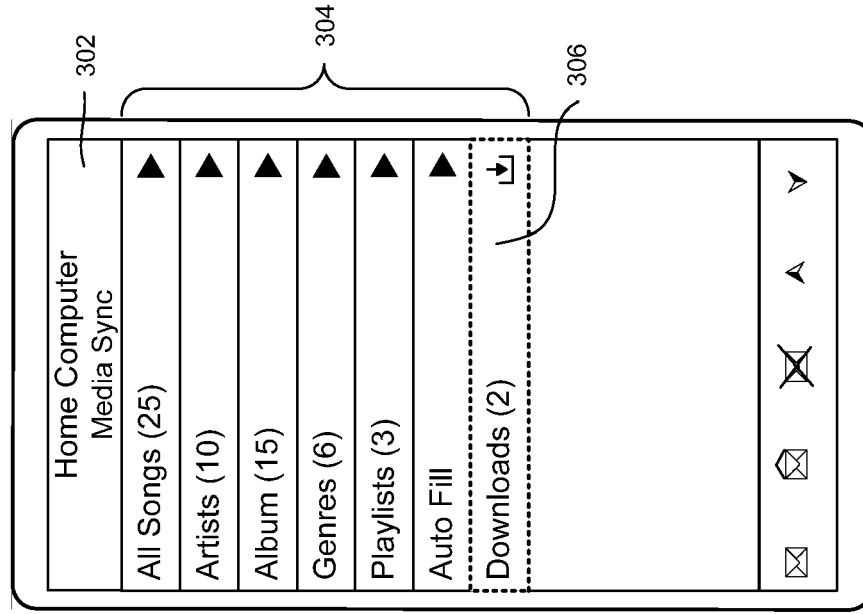 Home Computer
Media Sync
All Songs (25)
Artists (10)
Album (15)
Genres (6)
Playlists (3)
Auto Fill
Downloads (2)
302
304
306